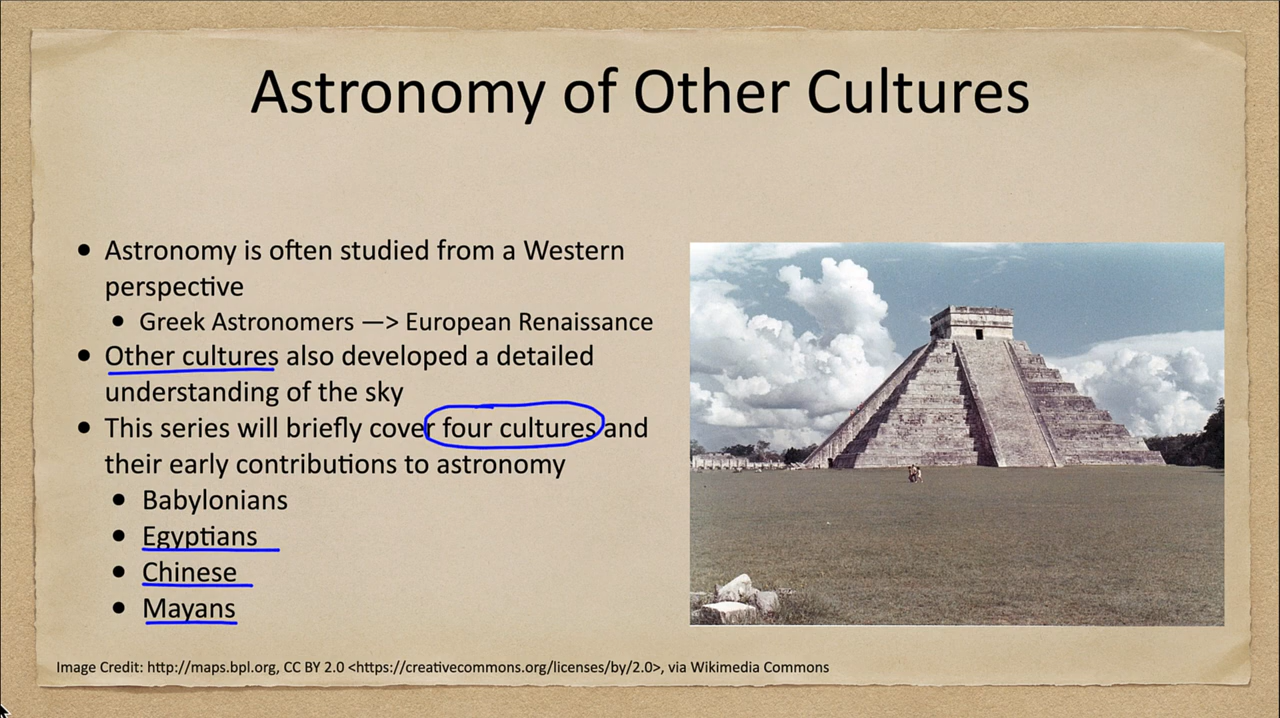 Astronomy of Other Cultures
• Astronomy is often studied from a Western
perspective
• Greek Astronomers —> European Renaissance
• Other cultures also developed a detailed
understanding of the sky
• This series will briefly cover four cultures and
their early contributions to astronomy
• Babylonians
• Egyptians
• Chinese
• Mayans
Image Credit: http://maps.bpl.org, CC BY 2.0 <https://creativecommons.org/licenses/by/2.0>, via Wikimedia Commons